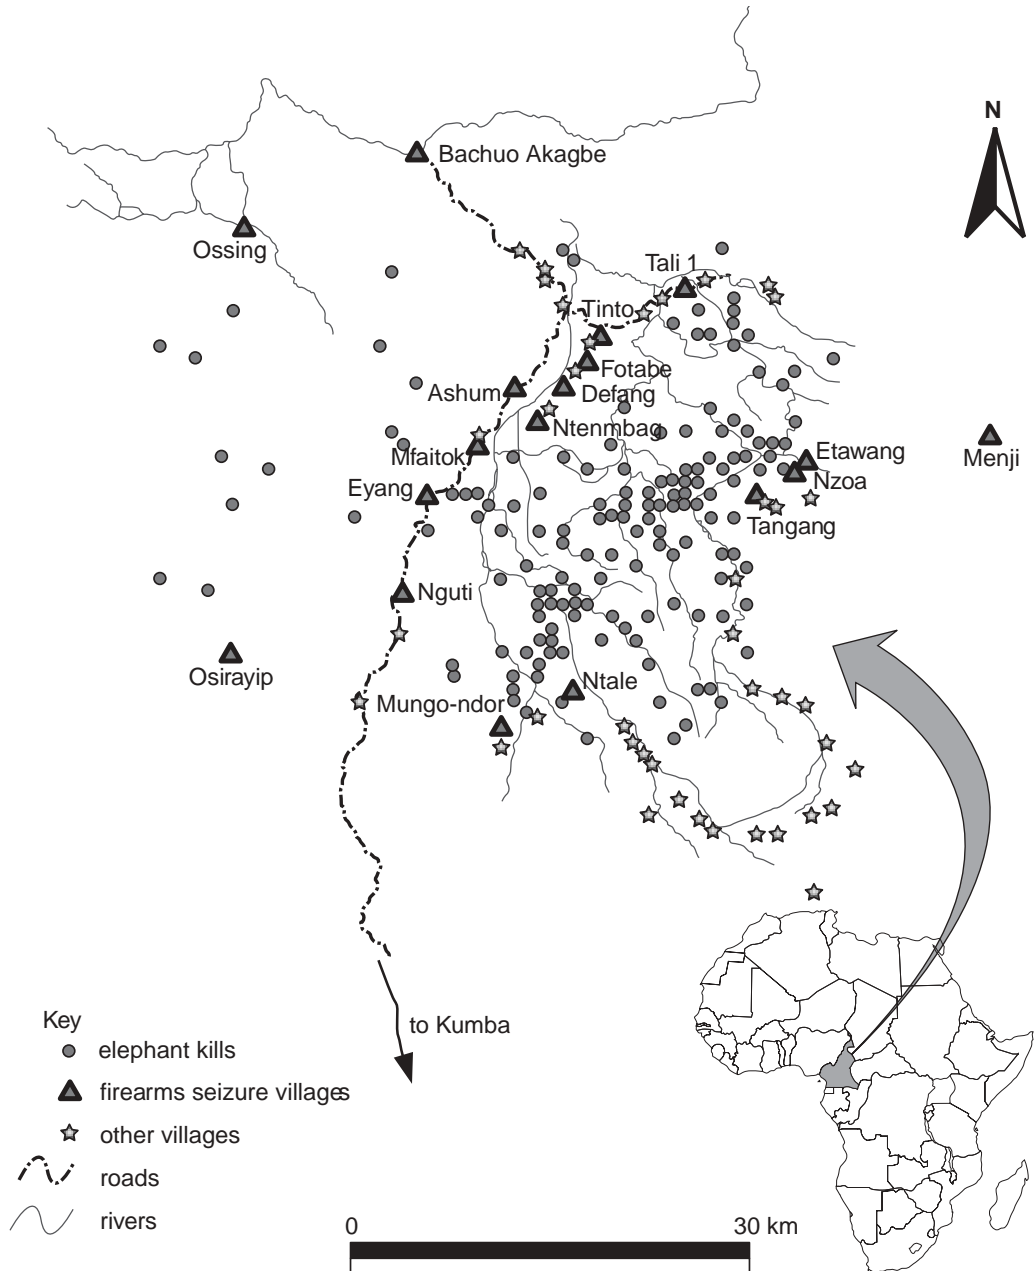 N
Bachuo Akagbe
Ossing
Tali 1
Tinto
Fotabe
Ashum
Defang
Ntenmbag
Mfaitok
Etawang
Menji
Eyang
Nzoa
Tangang
Nguti
Osirayip
Ntale
Mungo-ndor
to Kumba
Key
elephant kills
firearms seizure villages
other villages
roads
rivers
0 30 km